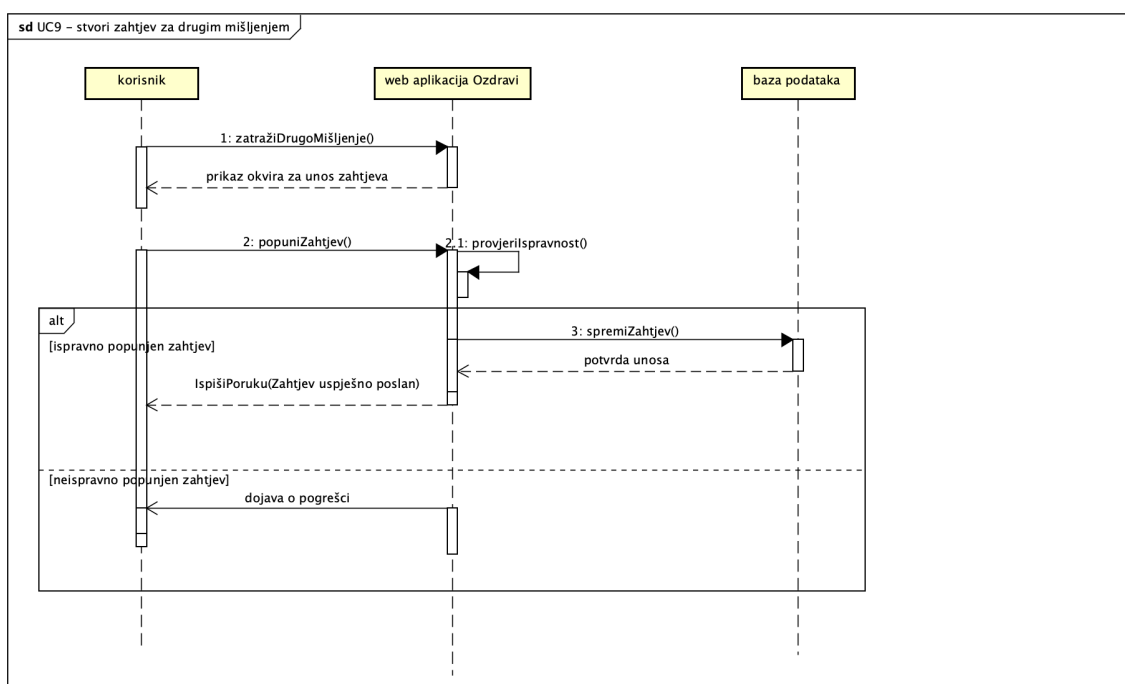 sd UC9 – stvori zahtjev za drugim mišljenjem
korisnik
web aplikacija Ozdravi
baza podataka
1: zatražiDrugoMišljenje()
prikaz okvira za unos zahtjeva
2: popuniZahtjev()
2.1: provjeriIspravnost()
alt
[ispravno popunjen zahtjev]
3: spremiZahtjev()
potvrda unosa
IspišiPoruku(Zahtjev uspješno poslan)
[neispravno popunjen zahtjev]
dojava o pogrešci